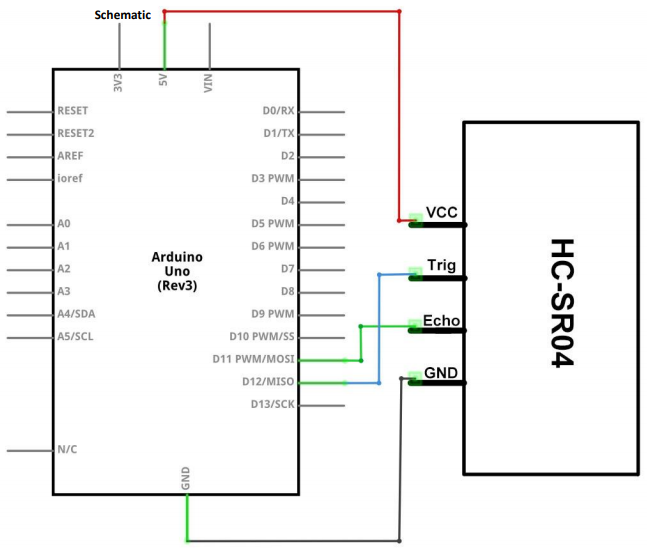 Schematic
3V3
5V
VIN
RESET
RESET2
AREF
ioref
A0
A1
A2
A3
A4/SDA
A5/SCL
N/C
Arduino
Uno
(Rev3)
D0/RX
D1/TX
D2
D3 PWM
D4
D5 PWM
D6 PWM
D7
D8
D9 PWM
D10 PWM/SS
D11 PWM/MOSI
D12/MISO
D13/SCK
GND
VCC
Trig
Echo
GND
HC-SR04